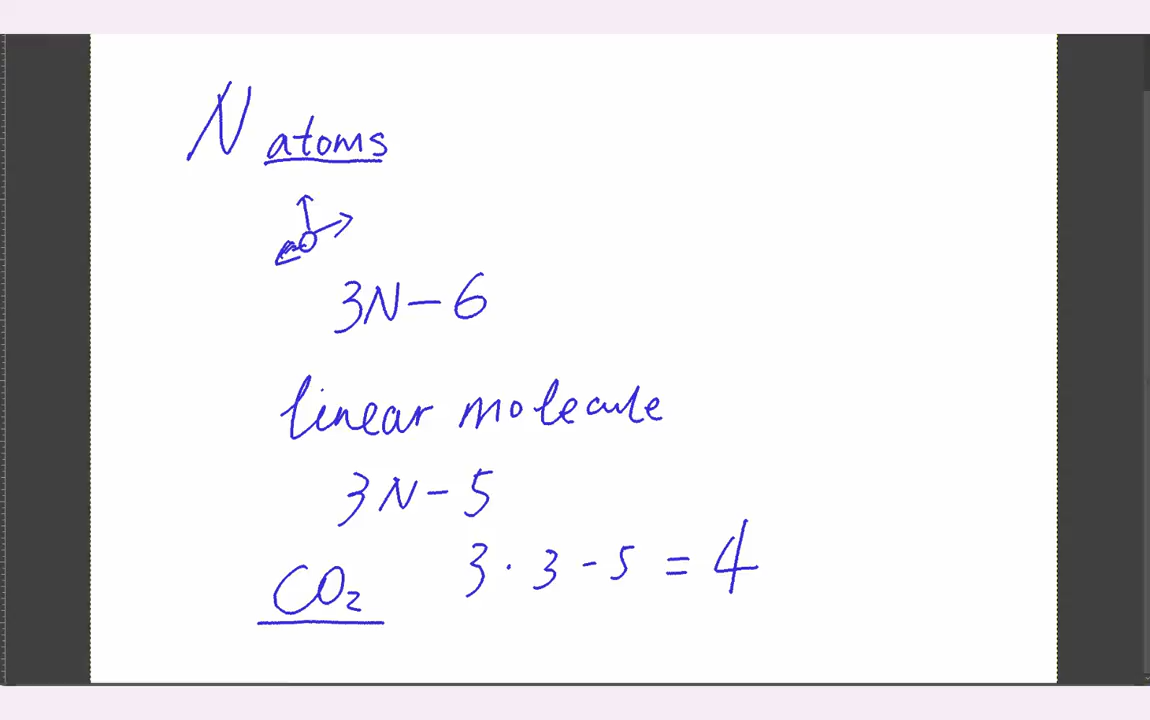 N atoms
3N-6
linear molecule
3N-5
CO₂ 3·3-5=4